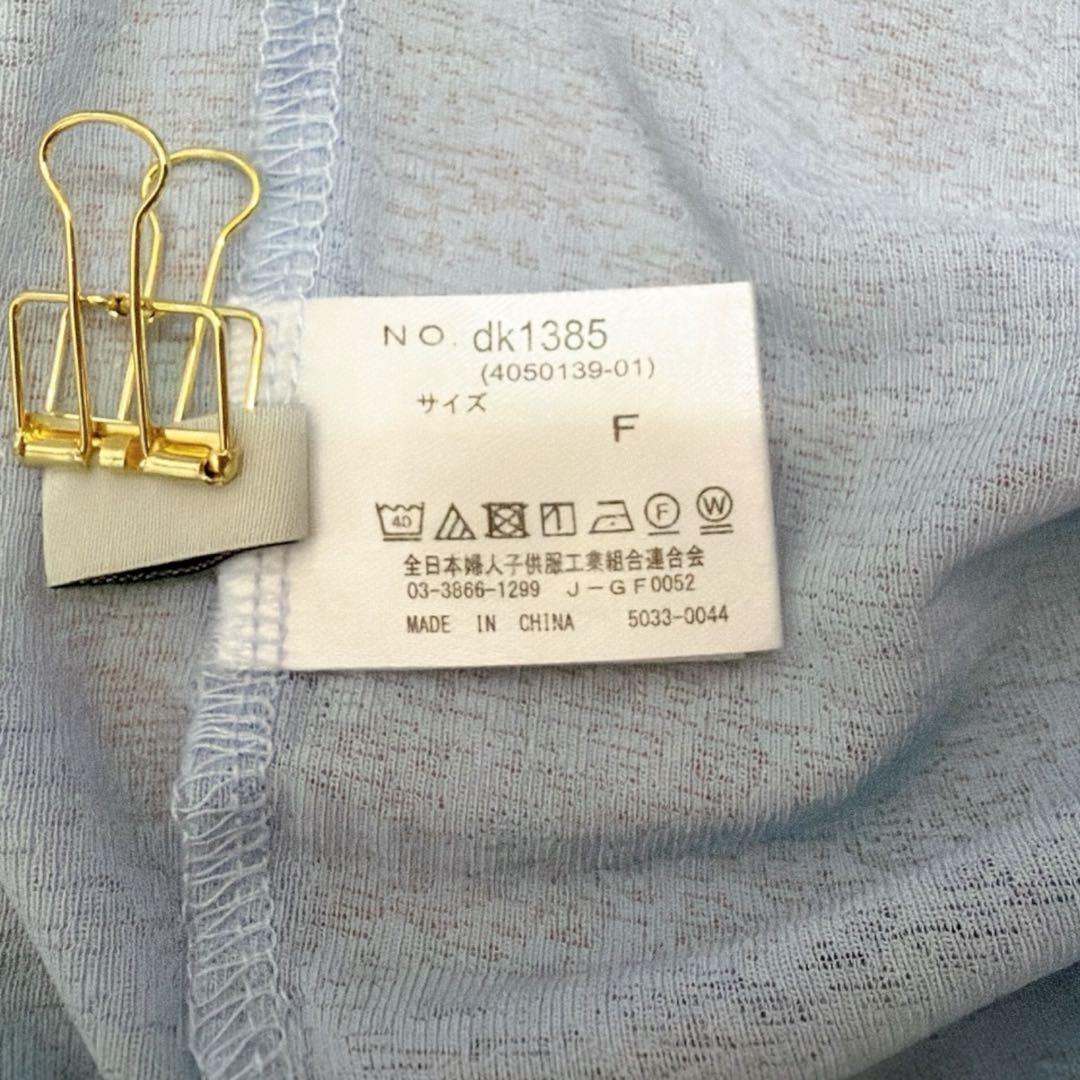 NO. dk1385
(4050139-01)
サイズ
F
40 F W
全日本婦人子供服工業組合連合会
03-3866-1299 J-GF0052
MADE IN CHINA 5033-0044